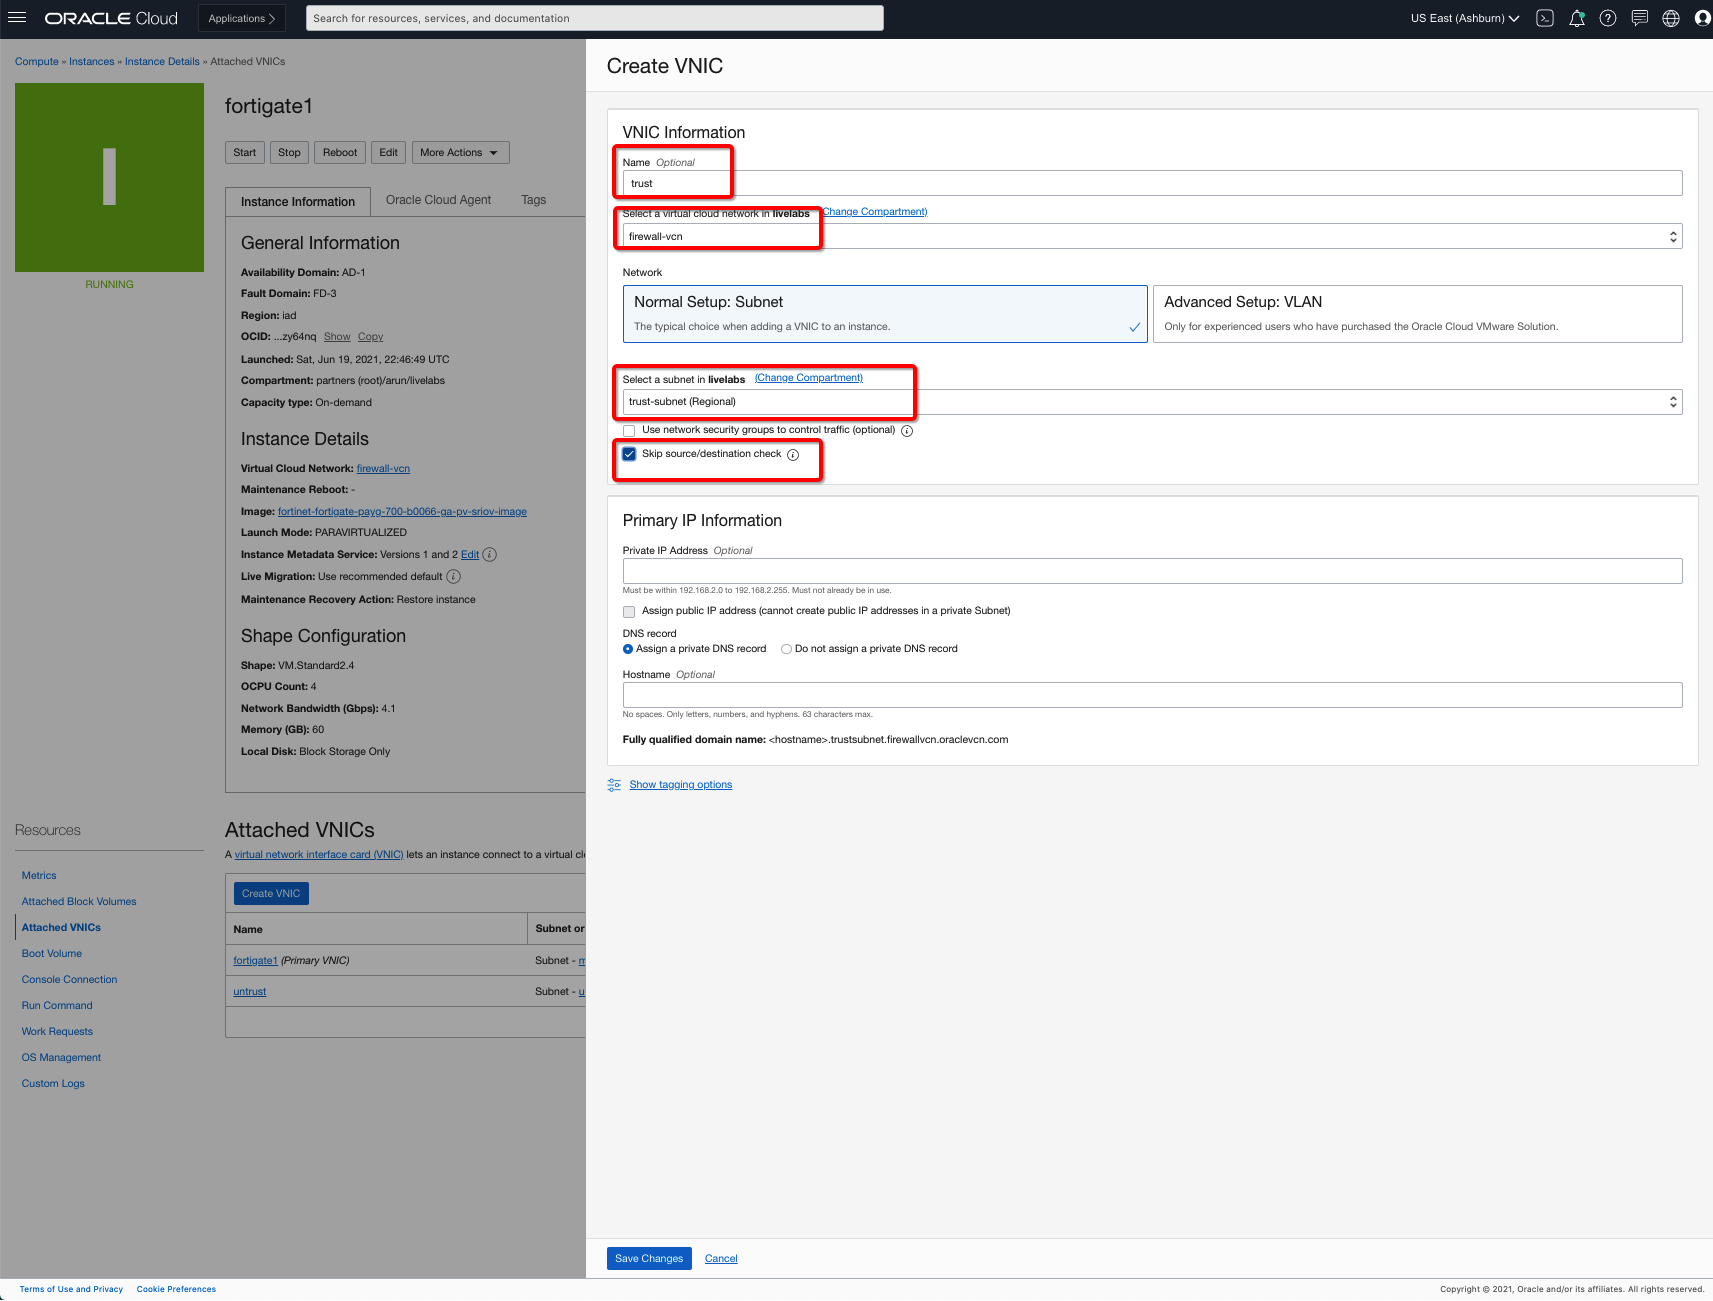 ORACLE Cloud
Applications
Search for resources, services, and documentation
US East (Ashburn)
Compute » Instances » Instance Details » Attached VNICs
I
RUNNING
fortigate1
Start
Stop
Reboot
Edit
More Actions
Instance Information
Oracle Cloud Agent
Tags
General Information
Availability Domain: AD-1
Fault Domain: FD-3
Region: iad
OCID: ...zy64nq Show Copy
Launched: Sat, Jun 19, 2021, 22:46:49 UTC
Compartment: partners (root)/arun/livelabs
Capacity type: On-demand
Instance Details
Virtual Cloud Network: firewall-vcn
Maintenance Reboot: -
Image: fortinet-fortigate-payg-700-b0066-ga-pv-sriov-image
Launch Mode: PARAVIRTUALIZED
Instance Metadata Service: Versions 1 and 2 Edit
Live Migration: Use recommended default
Maintenance Recovery Action: Restore instance
Shape Configuration
Shape: VM.Standard2.4
OCPU Count: 4
Network Bandwidth (Gbps): 4.1
Memory (GB): 60
Local Disk: Block Storage Only
Resources
Metrics
Attached Block Volumes
Attached VNICs
Boot Volume
Console Connection
Run Command
Work Requests
OS Management
Custom Logs
Attached VNICs
A virtual network interface card (VNIC) lets an instance connect to a virtual cl
Create VNIC
Name
Subnet or
fortigate1 (Primary VNIC)
Subnet - m
untrust
Subnet - u
Create VNIC
VNIC Information
Name Optional
trust
Select a virtual cloud network in livelabs (Change Compartment)
firewall-vcn
Network
Normal Setup: Subnet
The typical choice when adding a VNIC to an instance.
Advanced Setup: VLAN
Only for experienced users who have purchased the Oracle Cloud VMware Solution.
Select a subnet in livelabs (Change Compartment)
trust-subnet (Regional)
Use network security groups to control traffic (optional)
Skip source/destination check
Primary IP Information
Private IP Address Optional
Must be within 192.168.2.0 to 192.168.2.255. Must not already be in use.
Assign public IP address (cannot create public IP addresses in a private Subnet)
DNS record
Assign a private DNS record
Do not assign a private DNS record
Hostname Optional
No spaces. Only letters, numbers, and hyphens. 63 characters max.
Fully qualified domain name: <hostname>.trustsubnet.firewallvcn.oraclevcn.com
Show tagging options
Save Changes
Cancel
Terms of Use and Privacy
Cookie Preferences
Copyright © 2021, Oracle and/or its affiliates. All rights reserved.